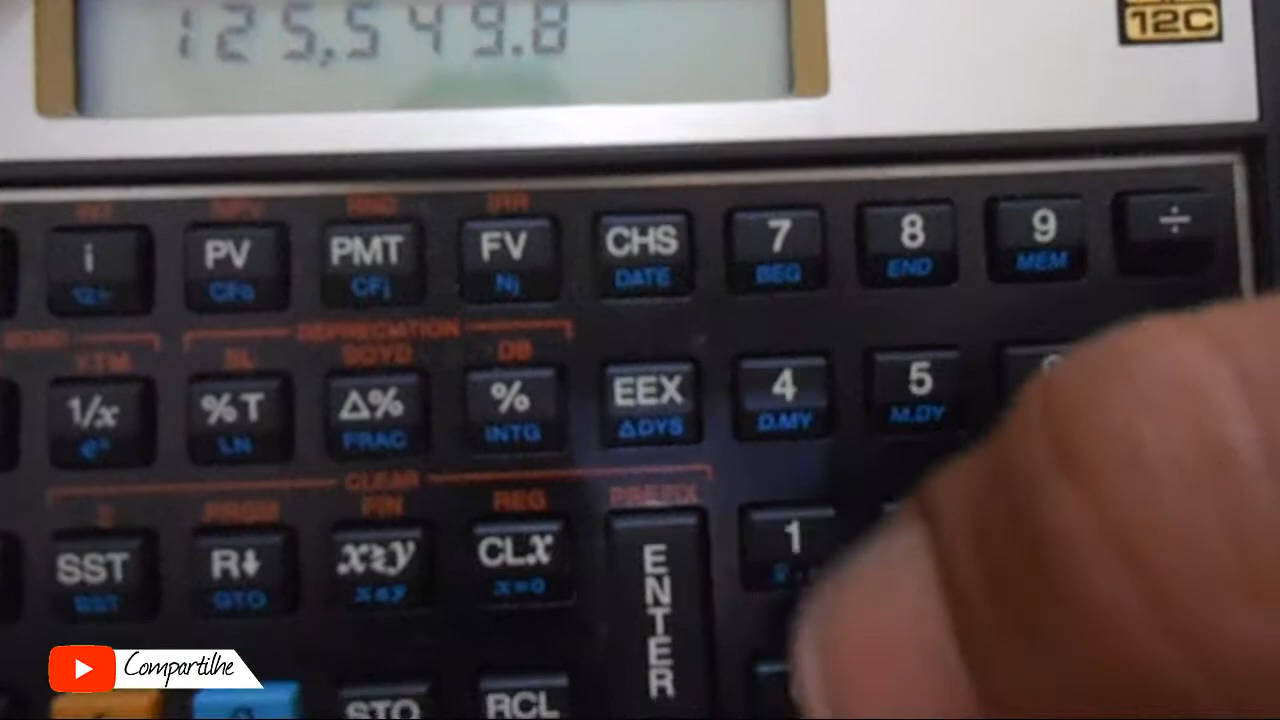 125,549.8
12C
i PV PMT FV CHS 7 8 9 ÷
CFo CFj Nj DATE BEG END MEM
DEPRECIATION
SL SOYD DB
1/x %T Δ% % EEX 4 5
LN FRAC INTG ΔDYS D.MY M.DY
CLEAR
Σ PRGM FIN REG PREFIX
SST R↓ x≷y CLx ENTER 1
BST GTO x≤y x=0
STO RCL
Compartilhe